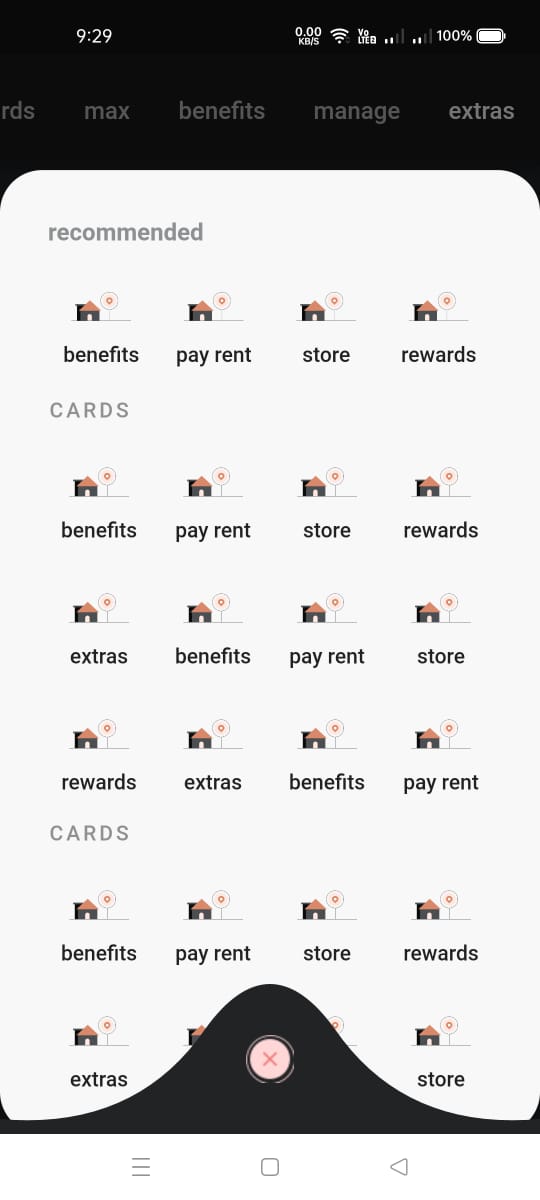 9:29 0.00 KB/S Vo LTE2 100%
rds max benefits manage extras
recommended
benefits pay rent store rewards
CARDS
benefits pay rent store rewards
extras benefits pay rent store
rewards extras benefits pay rent
CARDS
benefits pay rent store rewards
extras store